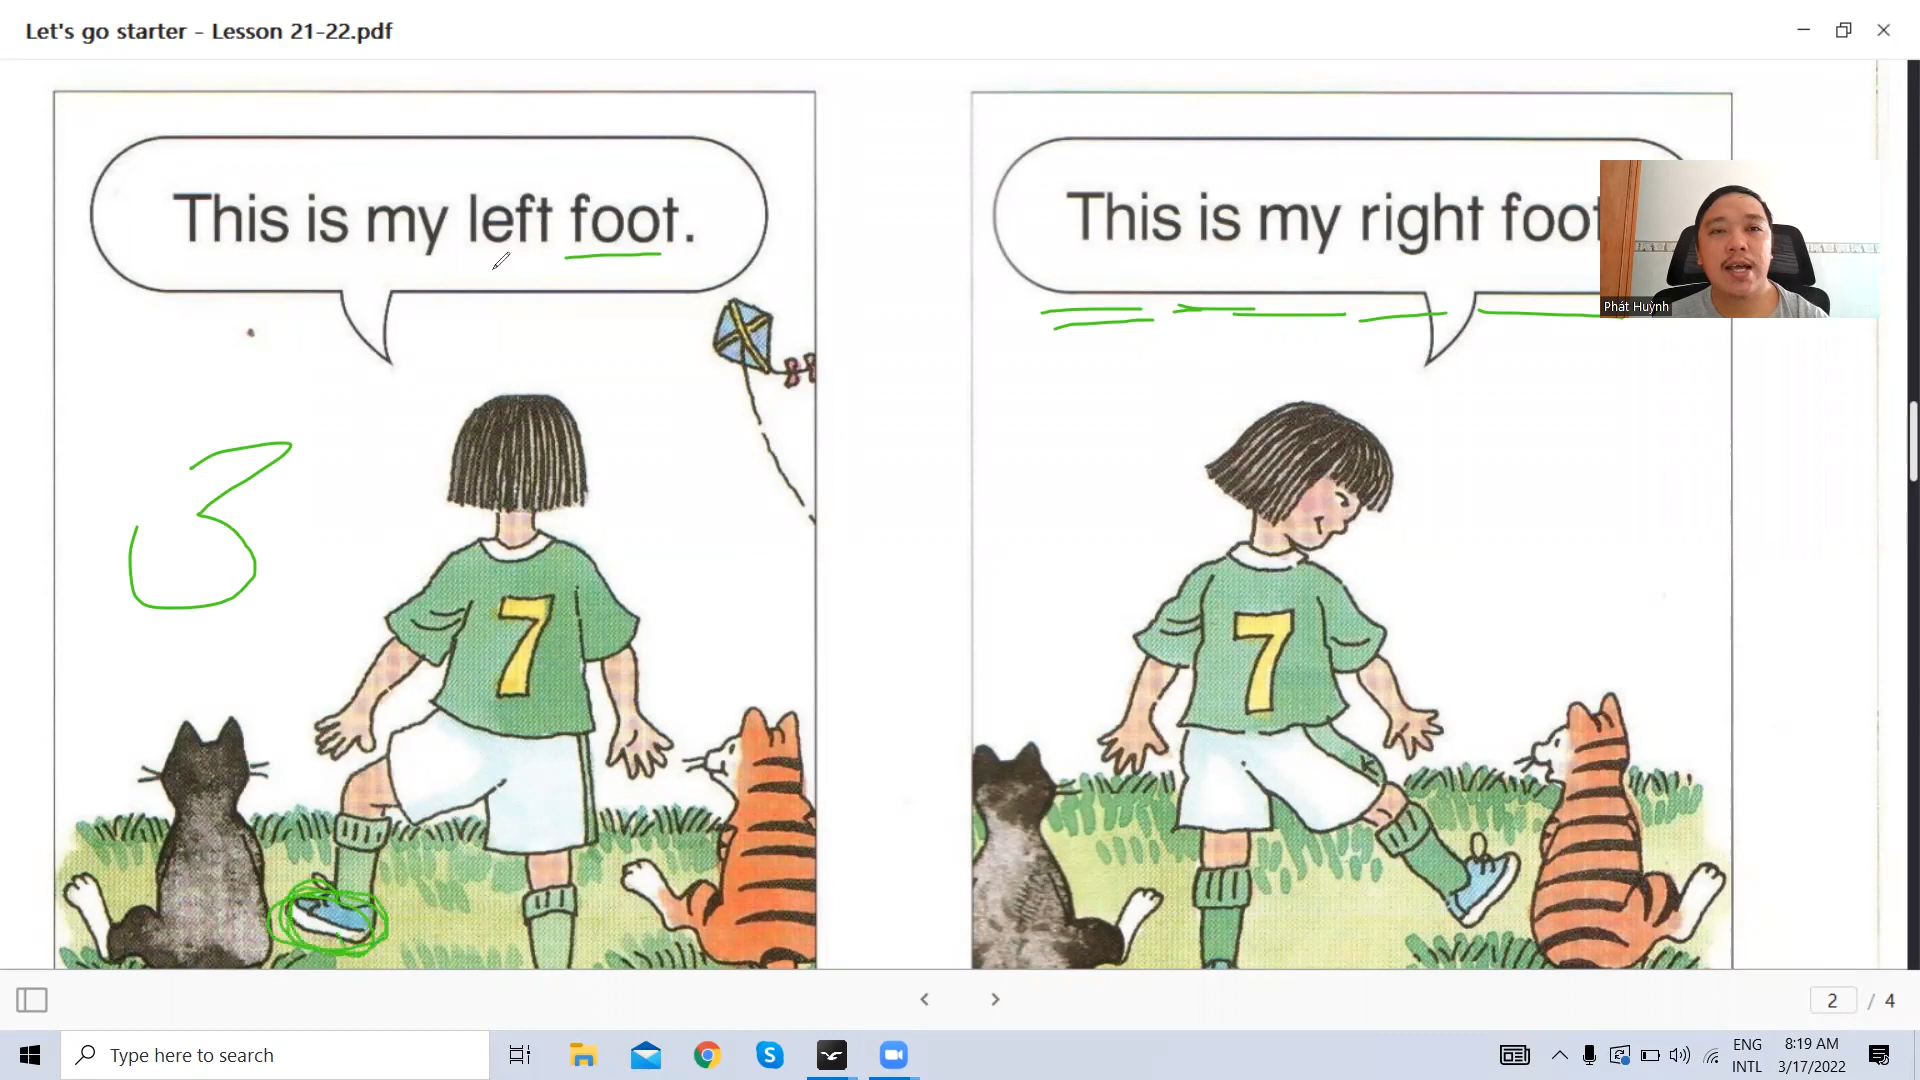 Let's go starter - Lesson 21-22.pdf
This is my left foot.
This is my right foot
Phát Huỳnh
3
7
7
2 / 4
Type here to search
ENG
INTL
8:19 AM
3/17/2022